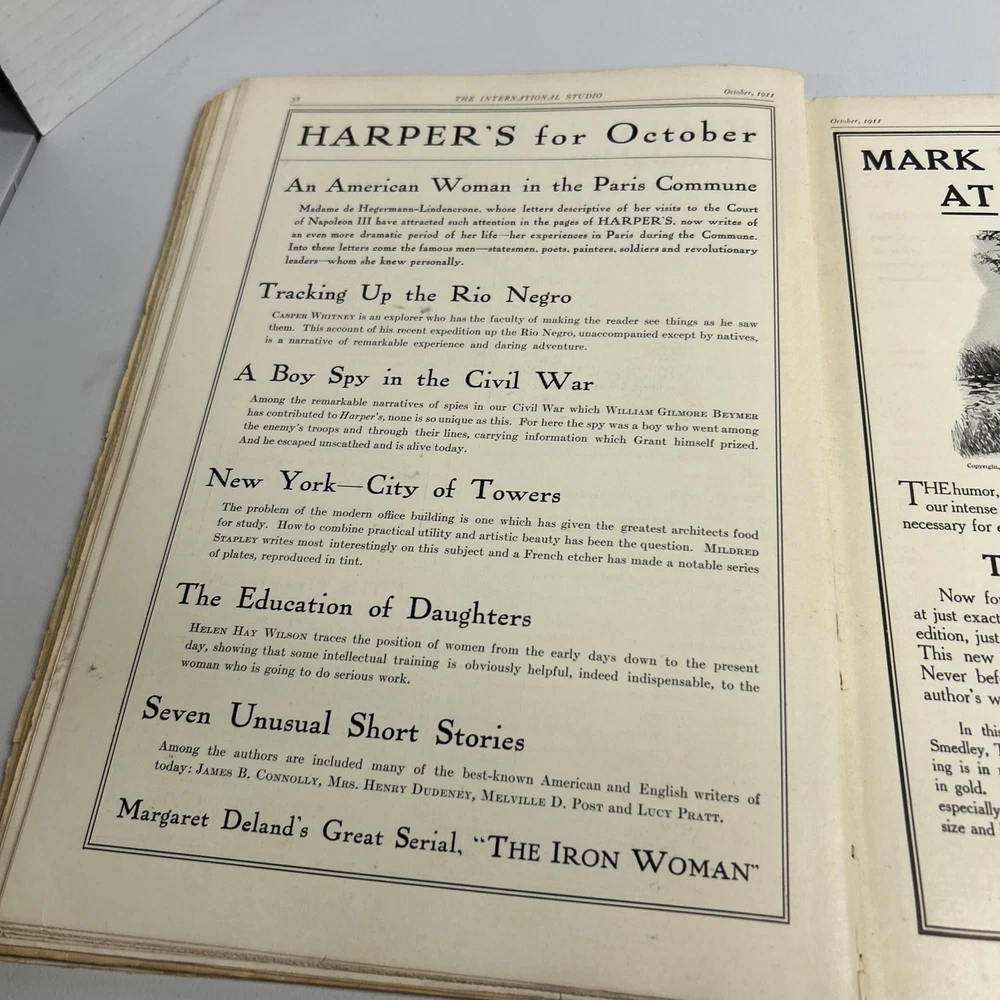 38 THE INTERNATIONAL STUDIO October, 1911
HARPER'S for October
An American Woman in the Paris Commune
Madame de Hegermann-Lindencrone, whose letters descriptive of her visits to the Court
of Napoleon III have attracted such attention in the pages of HARPER'S, now writes of
an even more dramatic period of her life—her experiences in Paris during the Commune.
Into these letters come the famous men—statesmen, poets, painters, soldiers and revolutionary
leaders—whom she knew personally.
Tracking Up the Rio Negro
CASPER WHITNEY is an explorer who has the faculty of making the reader see things as he saw
them. This account of his recent expedition up the Rio Negro, unaccompanied except by natives,
is a narrative of remarkable experience and daring adventure.
A Boy Spy in the Civil War
Among the remarkable narratives of spies in our Civil War which WILLIAM GILMORE BEYMER
has contributed to Harper's, none is so unique as this. For here the spy was a boy who went among
the enemy's troops and through their lines, carrying information which Grant himself prized.
And he escaped unscathed and is alive today.
New York—City of Towers
The problem of the modern office building is one which has given the greatest architects food
for study. How to combine practical utility and artistic beauty has been the question. MILDRED
STAPLEY writes most interestingly on this subject and a French etcher has made a notable series
of plates, reproduced in tint.
The Education of Daughters
HELEN HAY WILSON traces the position of women from the early days down to the present
day, showing that some intellectual training is obviously helpful, indeed indispensable, to the
woman who is going to do serious work.
Seven Unusual Short Stories
Among the authors are included many of the best-known American and English writers of
today: JAMES B. CONNOLLY, MRS. HENRY DUDENEY, MELVILLE D. POST and LUCY PRATT.
Margaret Deland's Great Serial, "THE IRON WOMAN"
October, 1911
MARK
AT
Copyright,
THE humor,
our intense
necessary for
Now
at just
edition,
This new
Never
author's
In
Smedley,
ing is in
in gold.
especially
size and